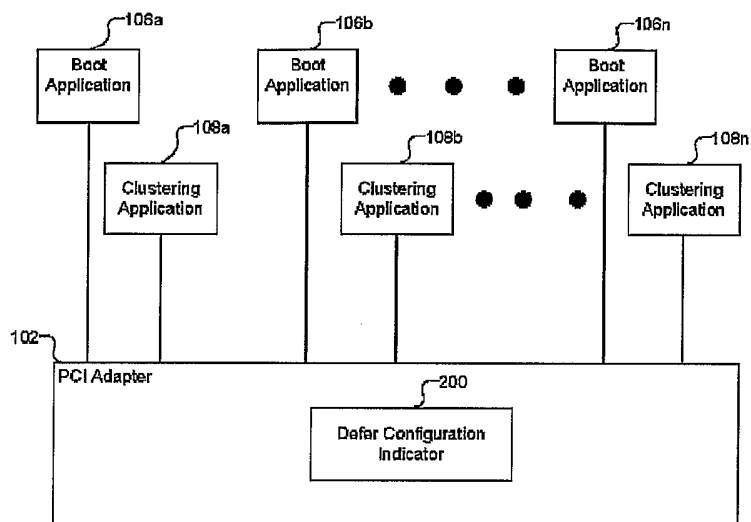 108a
106b
106n
Boot
Application
Boot
Application
Boot
Application
108a
108b
108n
Clustering
Application
Clustering
Application
Clustering
Application
102
PCI Adapter
200
Defer Configuration
Indicator